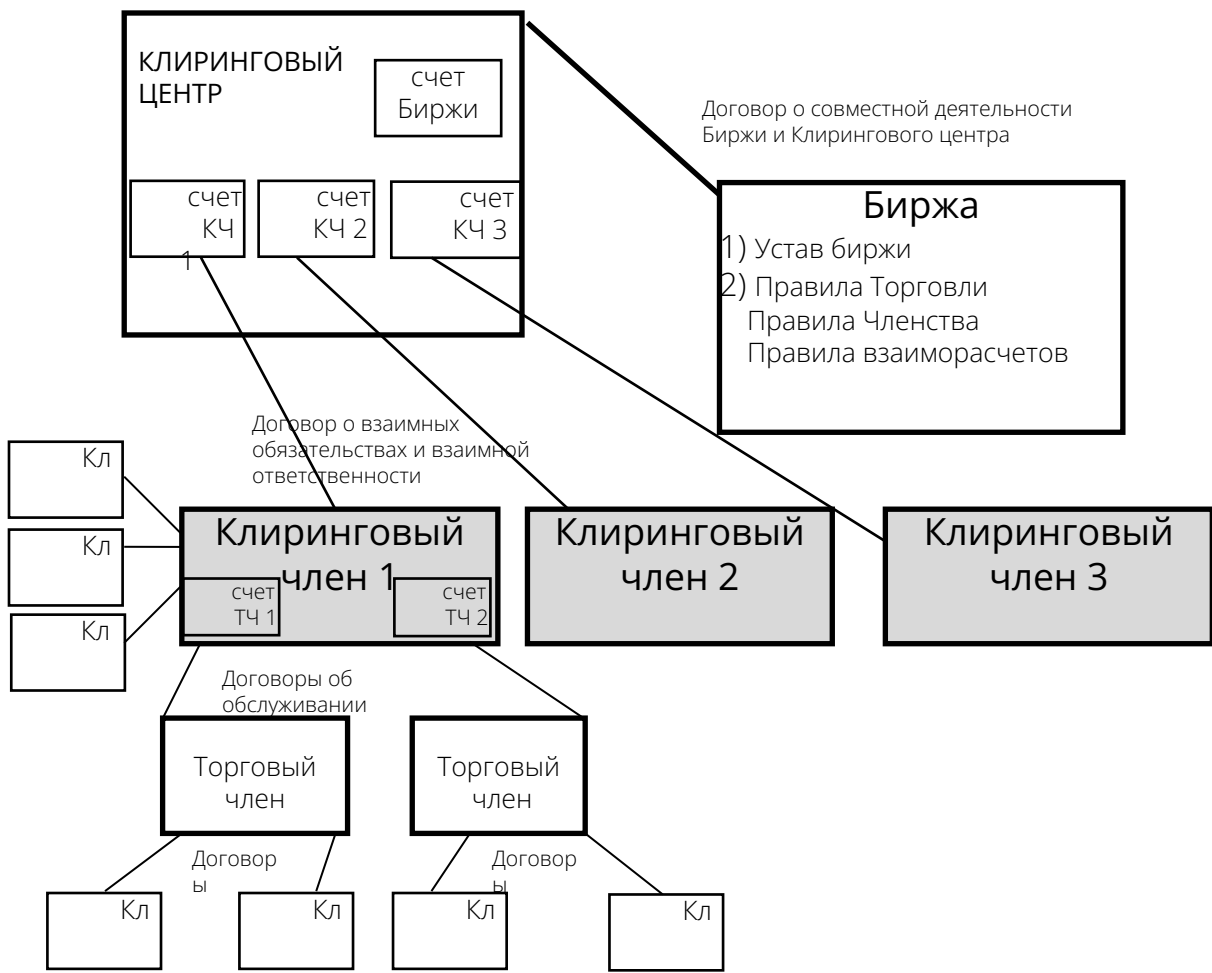 КЛИРИНГОВЫЙ
ЦЕНТР
счет
Биржи
счет
КЧ
1
счет
КЧ 2
счет
КЧ 3
Договор о совместной деятельности
Биржи и Клирингового центра
Биржа
1) Устав биржи
2) Правила Торговли
Правила Членства
Правила взаиморасчетов
Договор о взаимных
обязательствах и взаимной
ответственности
Кл
Кл
Кл
Клиринговый
член 1
счет
ТЧ 1
счет
ТЧ 2
Клиринговый
член 2
Клиринговый
член 3
Договоры об
обслуживании
Торговый
член
Торговый
член
Договор
ы
Договор
ы
Кл
Кл
Кл
Кл